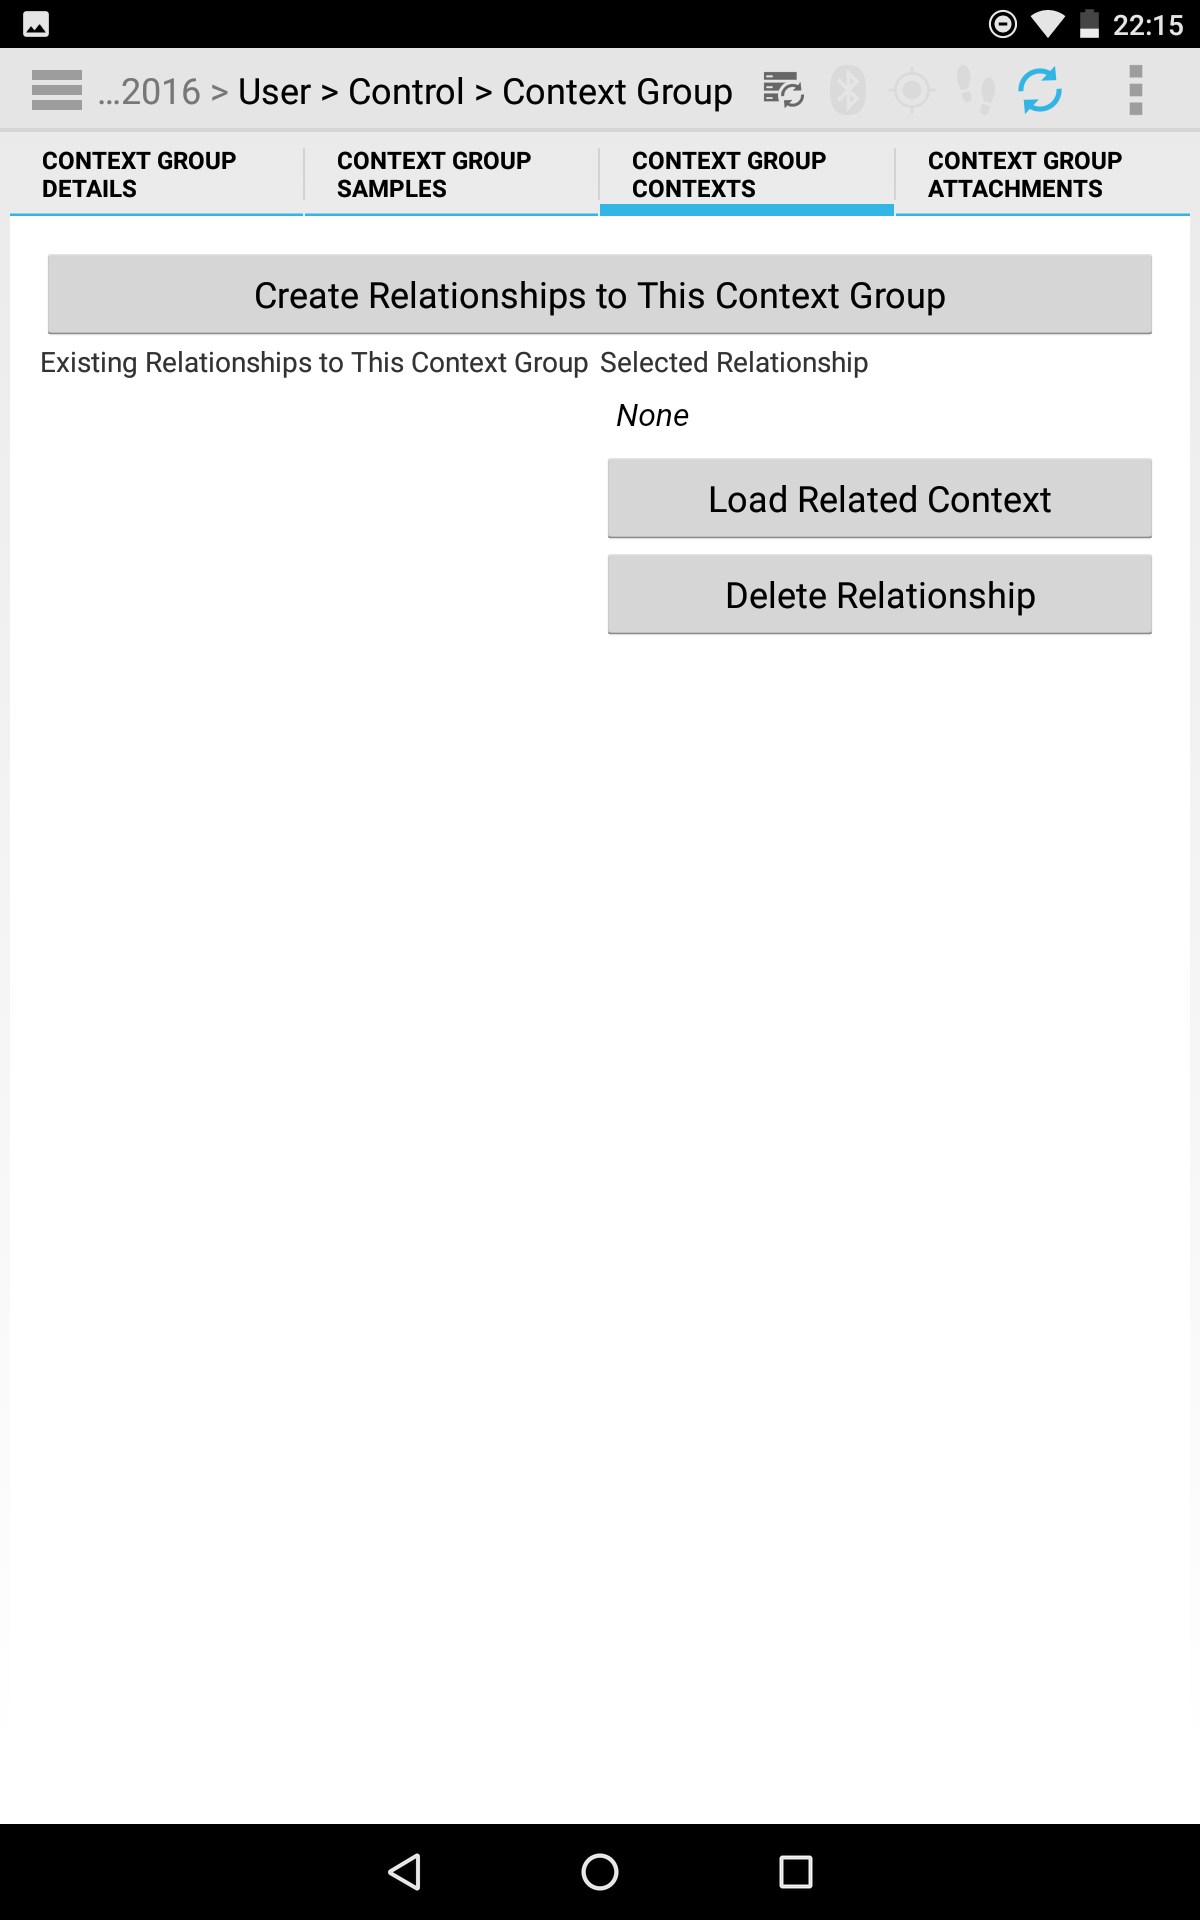 22:15
...2016 > User > Control > Context Group
CONTEXT GROUP
DETAILS
CONTEXT GROUP
SAMPLES
CONTEXT GROUP
CONTEXTS
CONTEXT GROUP
ATTACHMENTS
Create Relationships to This Context Group
Existing Relationships to This Context Group
Selected Relationship
None
Load Related Context
Delete Relationship